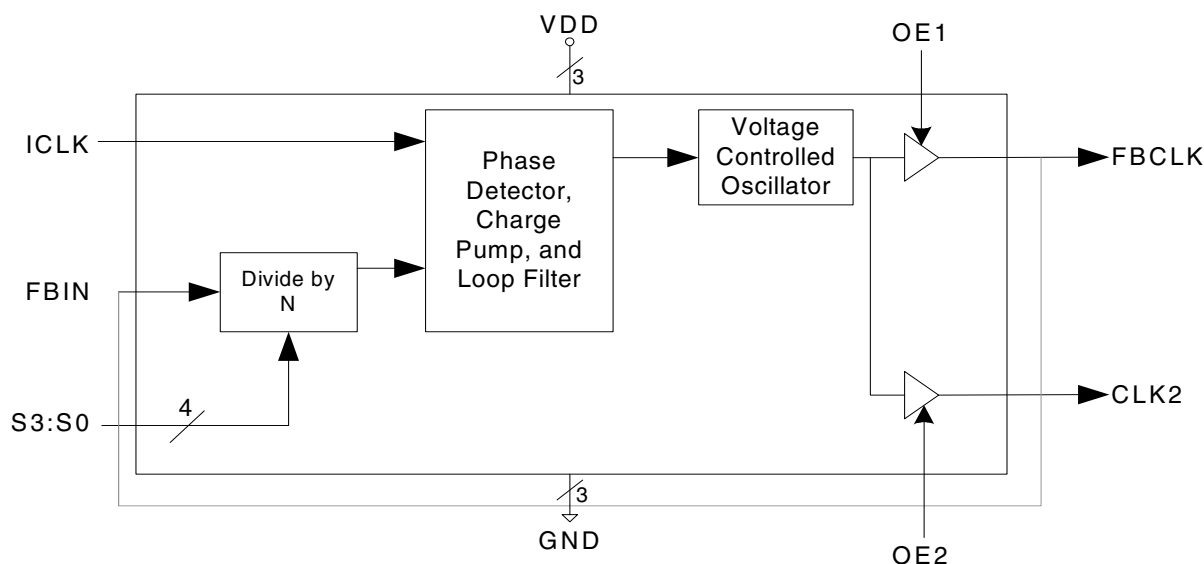 VDD
3
OE1
ICLK
Phase
Detector,
Charge
Pump, and
Loop Filter
Voltage
Controlled
Oscillator
FBCLK
FBIN
Divide by
N
S3:S0
4
CLK2
3
GND
OE2